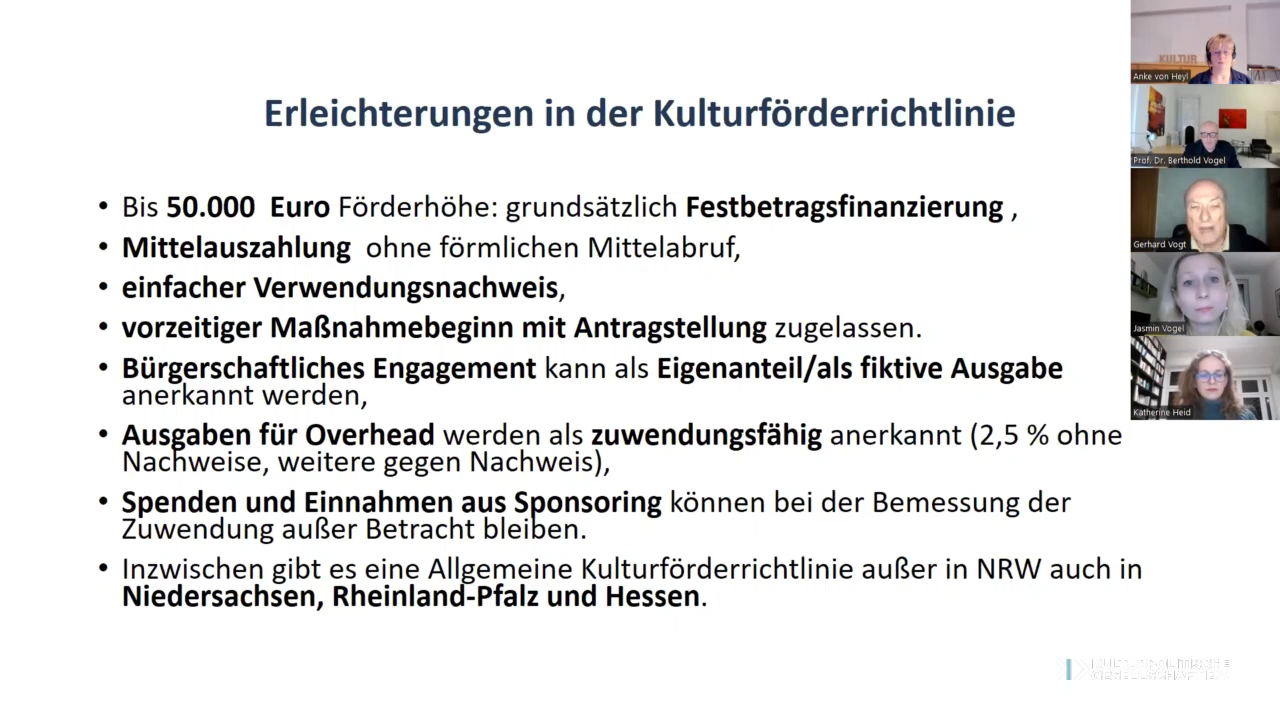 Erleichterungen in der Kulturförderrichtlinie
• Bis 50.000 Euro Förderhöhe: grundsätzlich Festbetragsfinanzierung ,
• Mittelauszahlung ohne förmlichen Mittelabruf,
• einfacher Verwendungsnachweis,
• vorzeitiger Maßnahmebeginn mit Antragstellung zugelassen.
• Bürgerschaftliches Engagement kann als Eigenanteil/als fiktive Ausgabe
anerkannt werden,
• Ausgaben für Overhead werden als zuwendungsfähig anerkannt (2,5 % ohne
Nachweise, weitere gegen Nachweis),
• Spenden und Einnahmen aus Sponsoring können bei der Bemessung der
Zuwendung außer Betracht bleiben.
• Inzwischen gibt es eine Allgemeine Kulturförderrichtlinie außer in NRW auch in
Niedersachsen, Rheinland-Pfalz und Hessen.
KULTUR
Anke von Heyl
Prof. Dr. Berthold Vogel
Gerhard Vogt
Jasmin Vogel
Katherine Heid
KULTURPOLITISCHE
GESELLSCHAFT